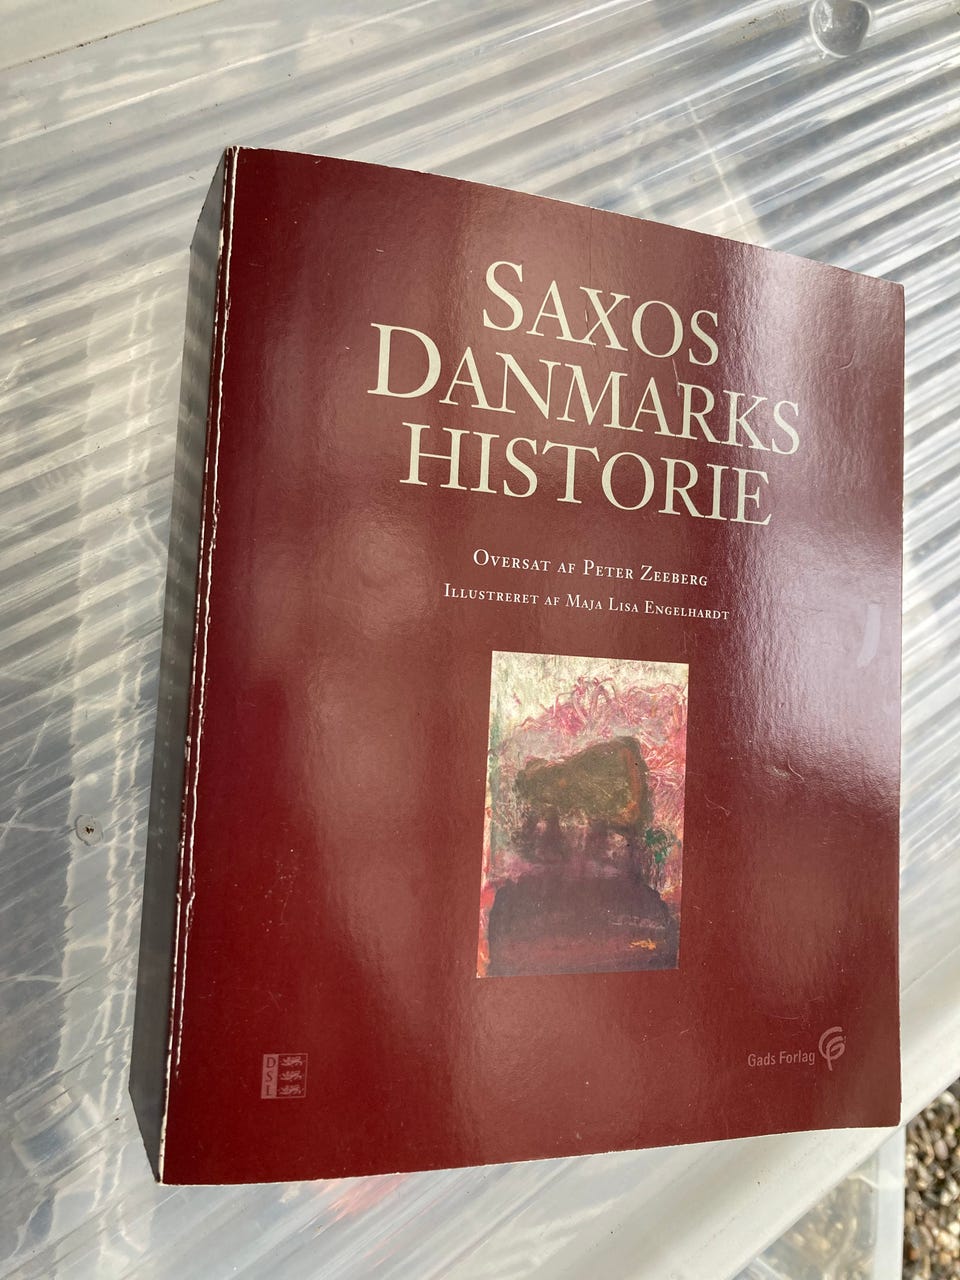 SAXOS
DANMARKS
HISTORIE
OVERSAT AF PETER ZEEBERG
ILLUSTRERET AF MAJA LISA ENGELHARDT
DSL
Gads Forlag